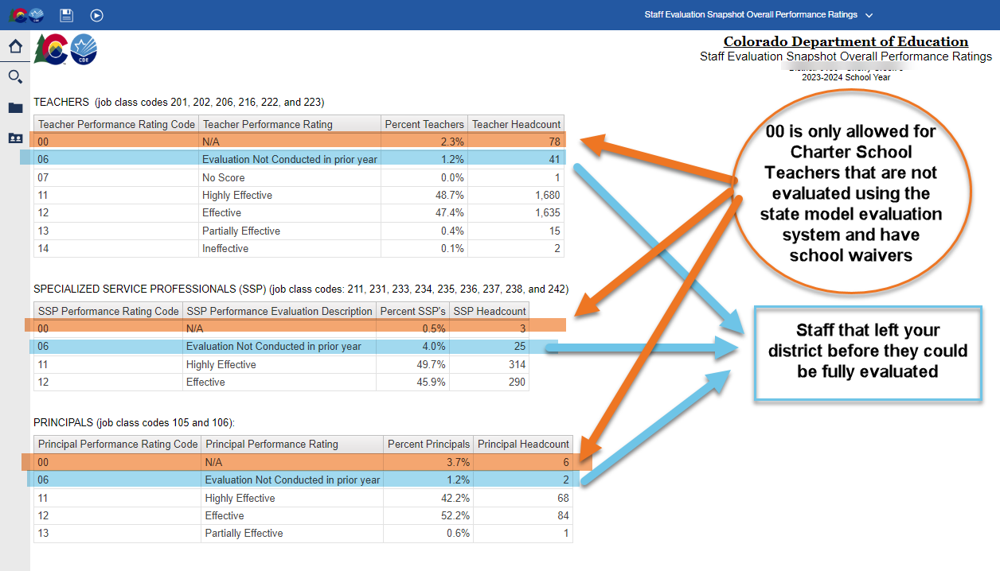 Staff Evaluation Snapshot Overall Performance Ratings
CDE
Colorado Department of Education
Staff Evaluation Snapshot Overall Performance Ratings
2023-2024 School Year
TEACHERS (job class codes 201, 202, 206, 216, 222, and 223)
Teacher Performance Rating Code Teacher Performance Rating Percent Teachers Teacher Headcount
00 N/A 2.3% 78
06 Evaluation Not Conducted in prior year 1.2% 41
07 No Score 0.0% 1
11 Highly Effective 48.7% 1,680
12 Effective 47.4% 1,635
13 Partially Effective 0.4% 15
14 Ineffective 0.1% 2
00 is only allowed for
Charter School
Teachers that are not
evaluated using the
state model evaluation
system and have
school waivers
SPECIALIZED SERVICE PROFESSIONALS (SSP) (job class codes: 211, 231, 233, 234, 235, 236, 237, 238, and 242)
SSP Performance Rating Code SSP Performance Evaluation Description Percent SSP's SSP Headcount
00 N/A 0.5% 3
06 Evaluation Not Conducted in prior year 4.0% 25
11 Highly Effective 49.7% 314
12 Effective 45.9% 290
Staff that left your
district before they could
be fully evaluated
PRINCIPALS (job class codes 105 and 106):
Principal Performance Rating Code Principal Performance Rating Percent Principals Principal Headcount
00 N/A 3.7% 6
06 Evaluation Not Conducted in prior year 1.2% 2
11 Highly Effective 42.2% 68
12 Effective 52.2% 84
13 Partially Effective 0.6% 1